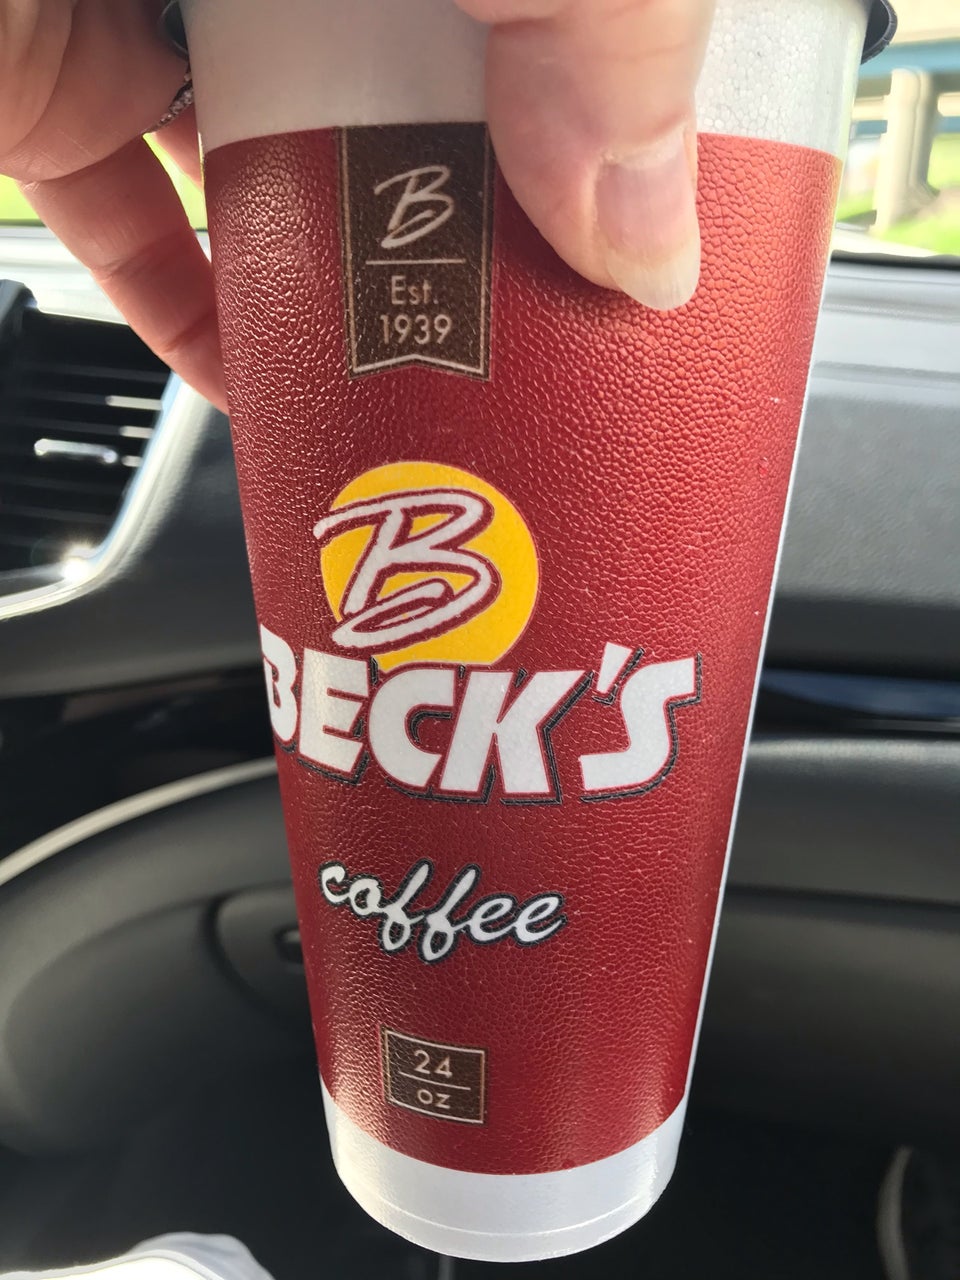 B
Est.
1939
B
BECK'S
coffee
24
oz